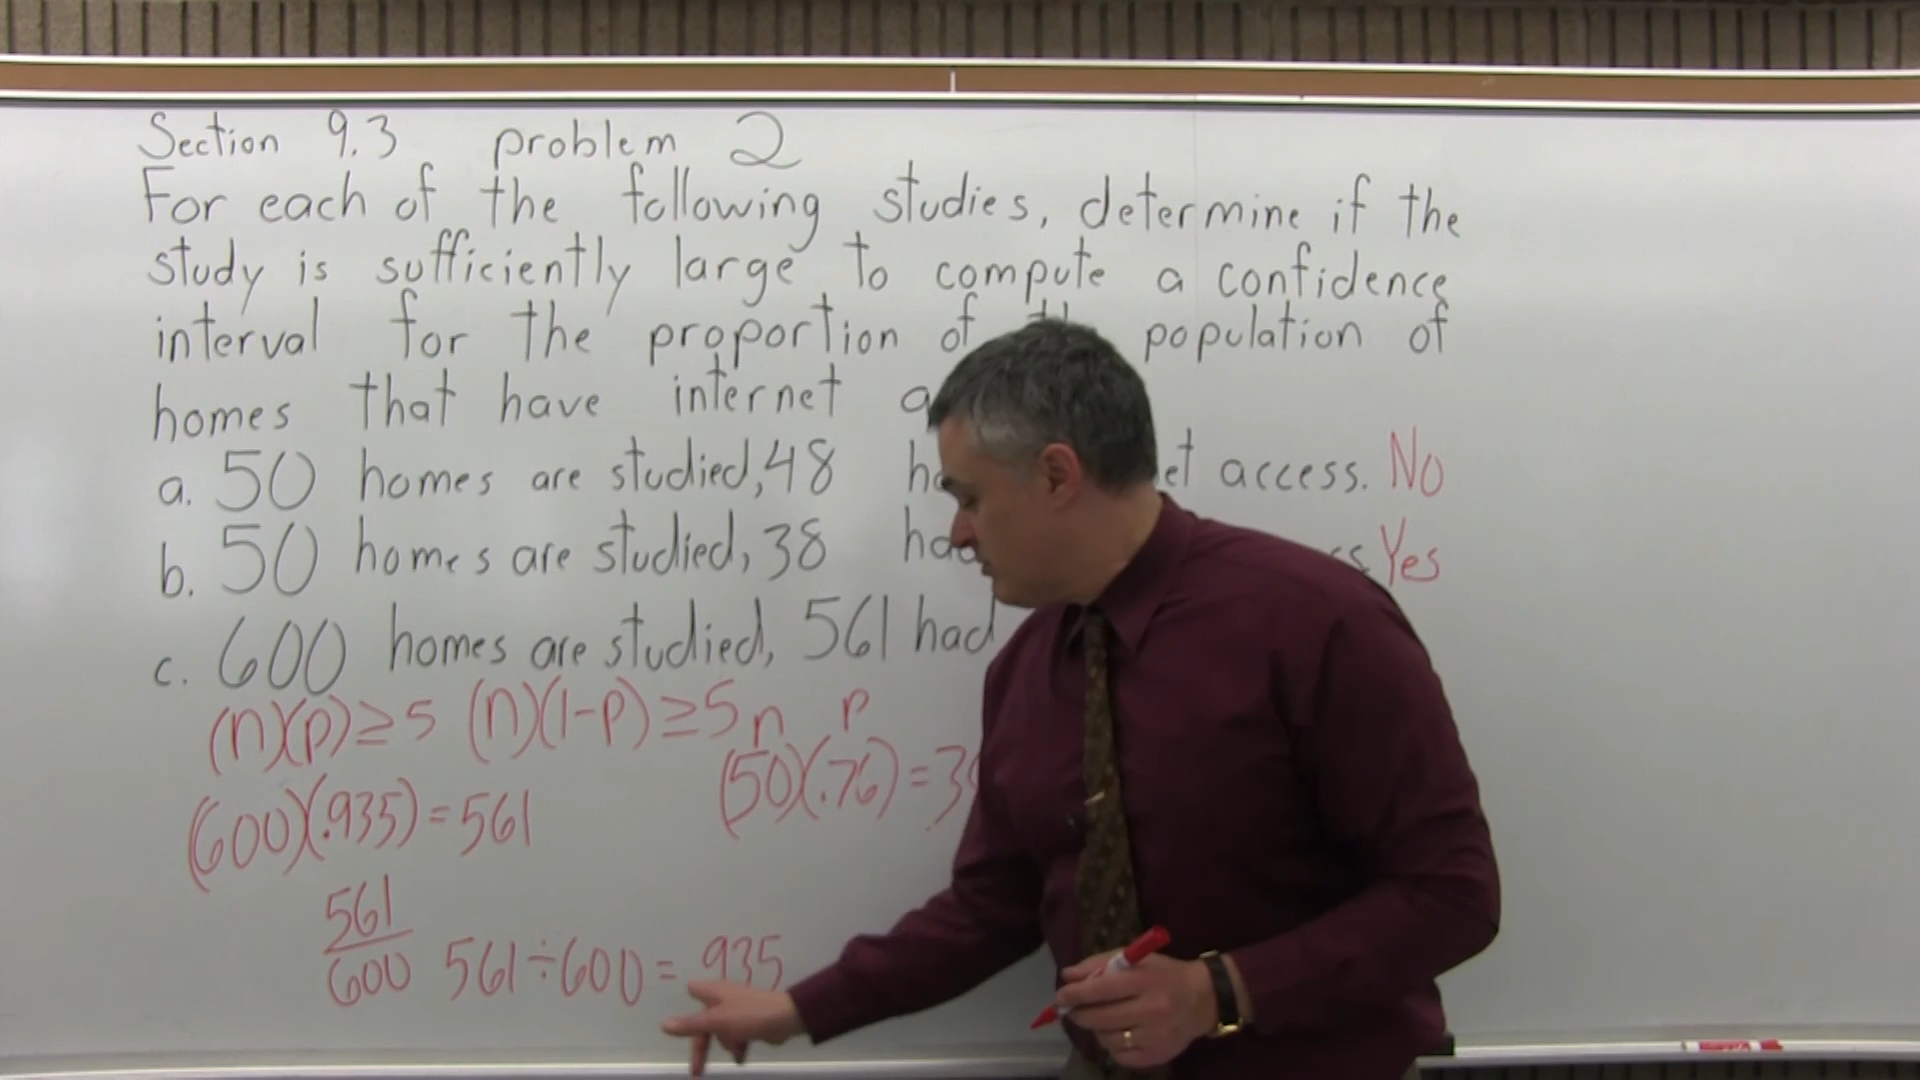 Section 9.3 problem 2
For each of the following studies, determine if the
study is sufficiently large to compute a confidence
interval for the proportion of population of
homes that have internet
a. 50 homes are studied, 48 access. No
b. 50 homes are studied, 38 Yes
c. 600 homes are studied, 561 had
(n)(p) ≥ 5 (n)(1-p) ≥ 5 n p
(600)(.935) = 561 (50)(.76) =
561
600 561 ÷ 600 = .935